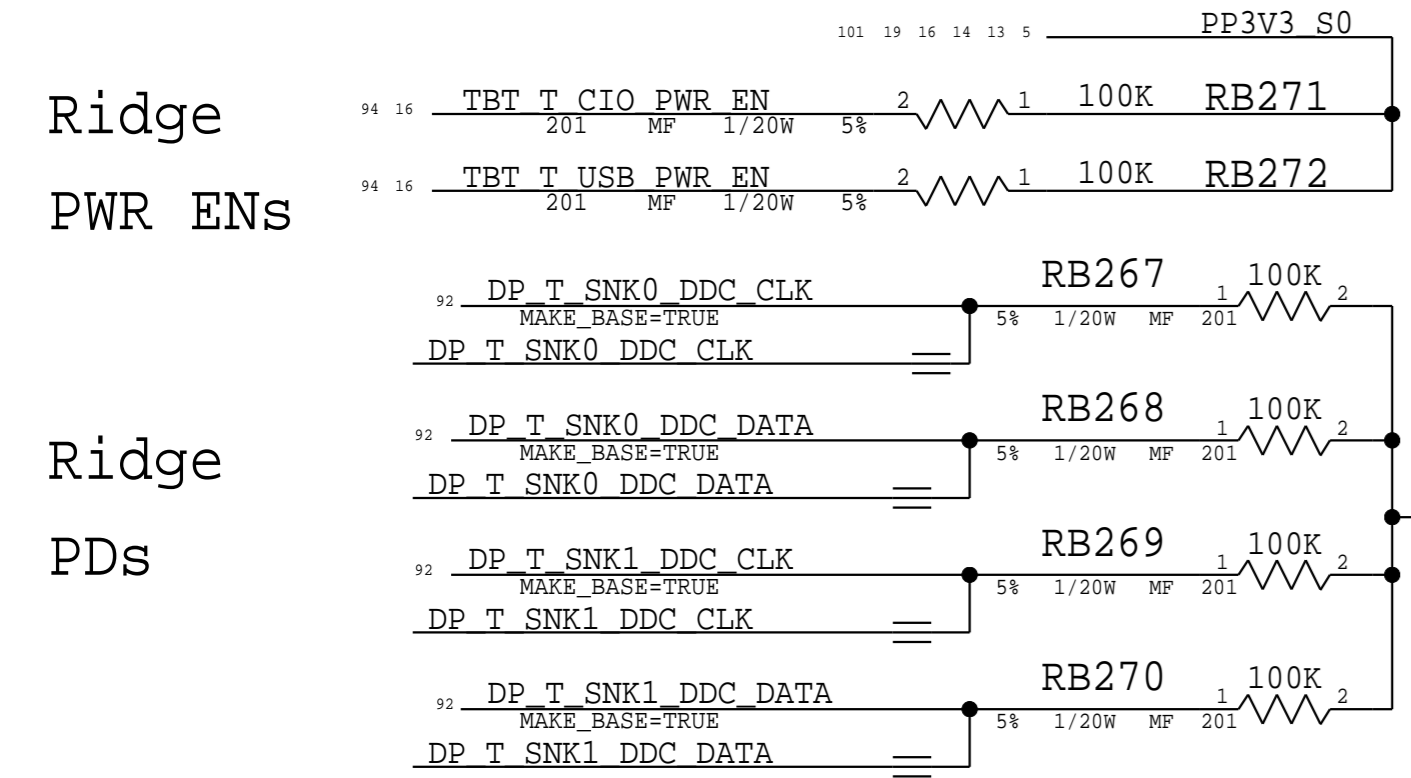 101 19 16 14 13 5 PP3V3_S0
Ridge
PWR ENs
94 16 TBT_T_CIO_PWR_EN 2 1 100K RB271
201 MF 1/20W 5%
94 16 TBT_T_USB_PWR_EN 2 1 100K RB272
201 MF 1/20W 5%
92 DP_T_SNK0_DDC_CLK RB267 1 100K 2
MAKE_BASE=TRUE 5% 1/20W MF 201
DP_T_SNK0_DDC_CLK
Ridge
PDs
92 DP_T_SNK0_DDC_DATA RB268 1 100K 2
MAKE_BASE=TRUE 5% 1/20W MF 201
DP_T_SNK0_DDC_DATA
92 DP_T_SNK1_DDC_CLK RB269 1 100K 2
MAKE_BASE=TRUE 5% 1/20W MF 201
DP_T_SNK1_DDC_CLK
92 DP_T_SNK1_DDC_DATA RB270 1 100K 2
MAKE_BASE=TRUE 5% 1/20W MF 201
DP_T_SNK1_DDC_DATA